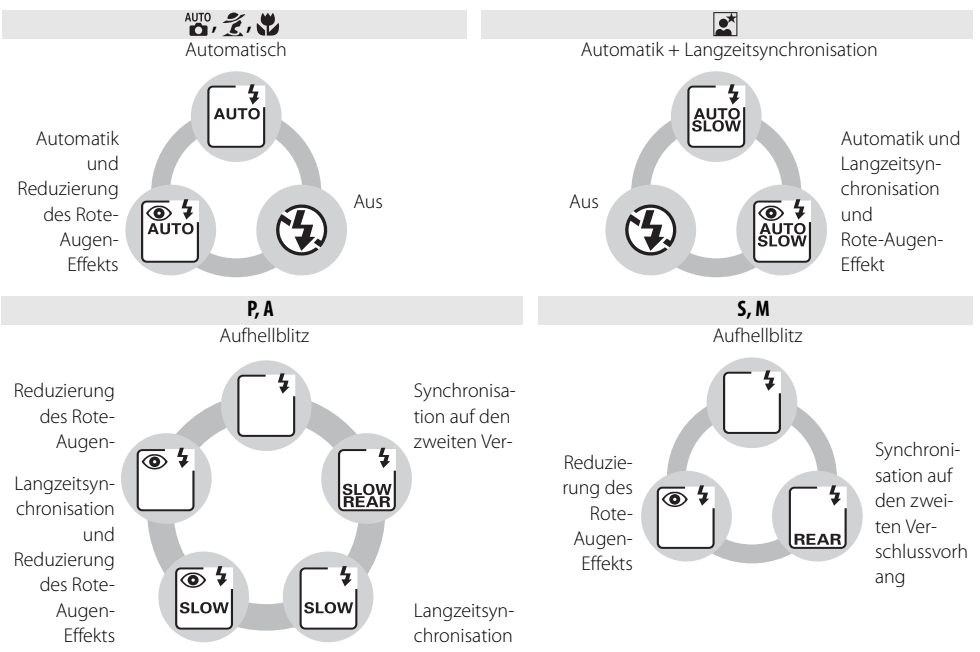 AUTO
Automatisch
AUTO
Automatik
und
Reduzierung
des Rote-
Augen-
Effekts
AUTO
Aus
Automatik + Langzeitsynchronisation
AUTO
SLOW
Aus
AUTO
SLOW
Automatik und
Langzeitsyn-
chronisation
und
Rote-Augen-
Effekt
P, A
Aufhellblitz
Reduzierung
des Rote-
Augen-
Synchronisa-
tion auf den
zweiten Ver-
SLOW
REAR
Langzeitsyn-
chronisation
und
Reduzierung
des Rote-
Augen-
Effekts
SLOW
SLOW
Langzeitsyn-
chronisation
S, M
Aufhellblitz
Reduzie-
rung des
Rote-
Augen-
Effekts
REAR
Synchroni-
sation auf
den zwei-
ten Ver-
schlussvorh
ang